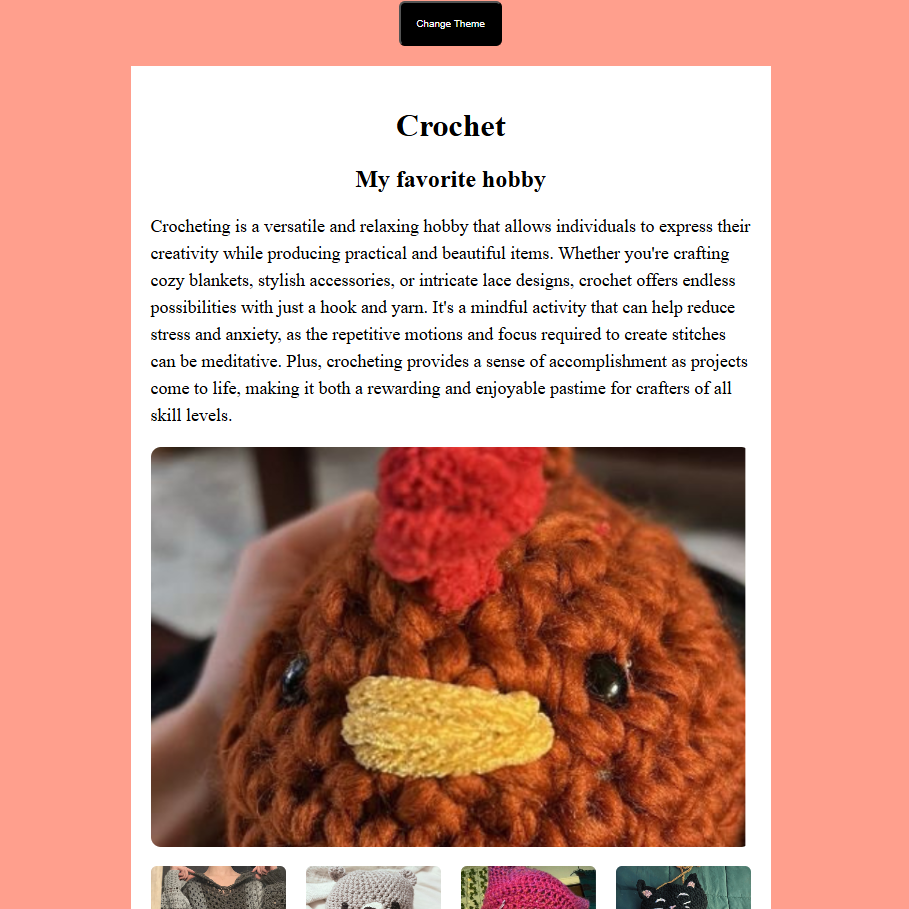 Change Theme
Crochet
My favorite hobby
Crocheting is a versatile and relaxing hobby that allows individuals to express their
creativity while producing practical and beautiful items. Whether you're crafting
cozy blankets, stylish accessories, or intricate lace designs, crochet offers endless
possibilities with just a hook and yarn. It's a mindful activity that can help reduce
stress and anxiety, as the repetitive motions and focus required to create stitches
can be meditative. Plus, crocheting provides a sense of accomplishment as projects
come to life, making it both a rewarding and enjoyable pastime for crafters of all
skill levels.